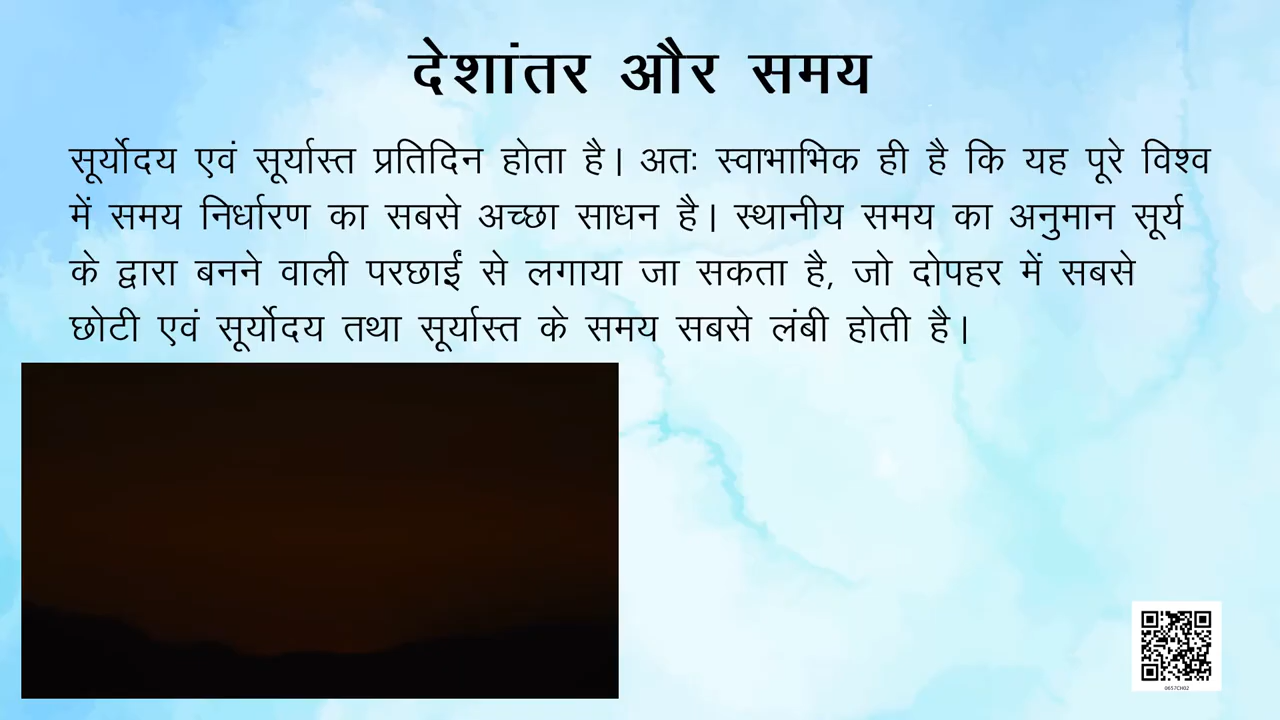 देशांतर और समय
सूर्योदय एवं सूर्यास्त प्रतिदिन होता है। अतः स्वाभाभिक ही है कि यह पूरे विश्व
में समय निर्धारण का सबसे अच्छा साधन है। स्थानीय समय का अनुमान सूर्य
के द्वारा बनने वाली परछाईं से लगाया जा सकता है, जो दोपहर में सबसे
छोटी एवं सूर्योदय तथा सूर्यास्त के समय सबसे लंबी होती है।
0657CH02